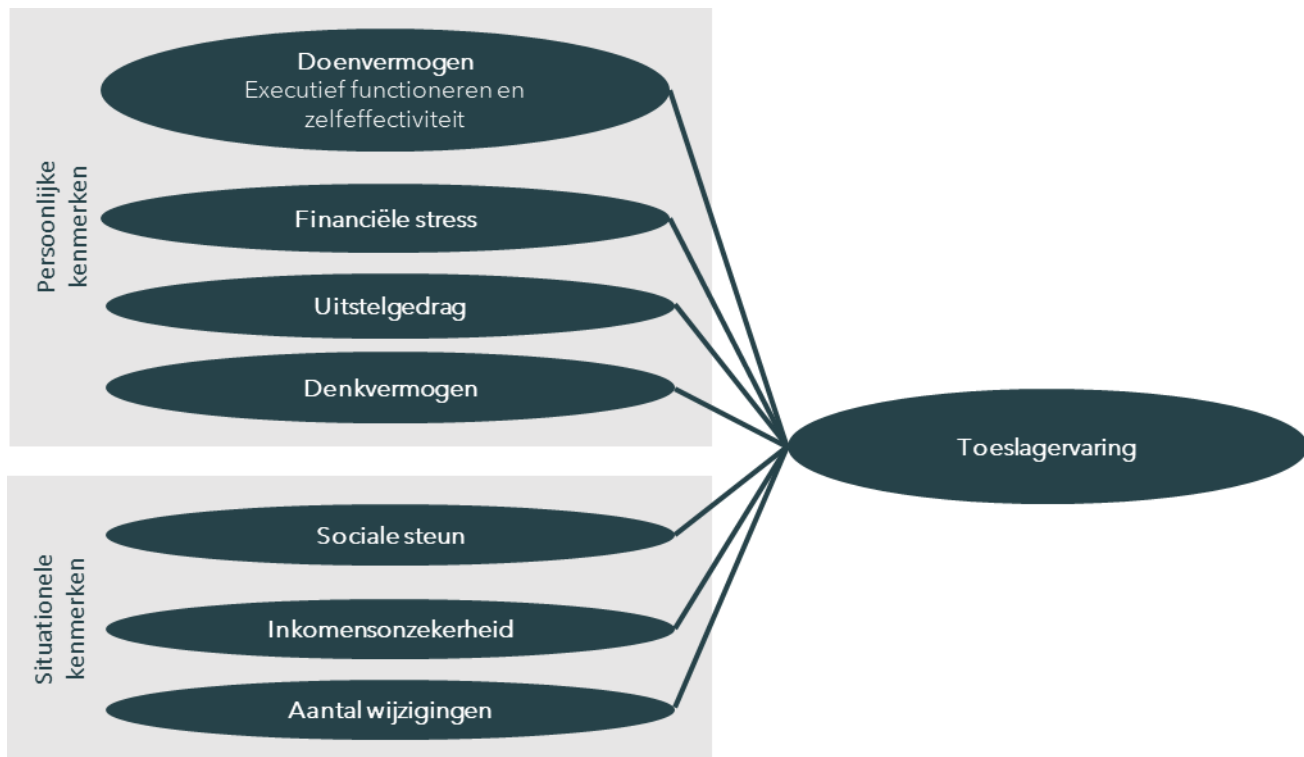 Persoonlijke
kenmerken
Doenvermogen
Executief functioneren en
zelfeffectiviteit
Financiële stress
Uitstelgedrag
Denkvermogen
Toeslagervaring
Situationele
kenmerken
Sociale steun
Inkomensonzekerheid
Aantal wijzigingen